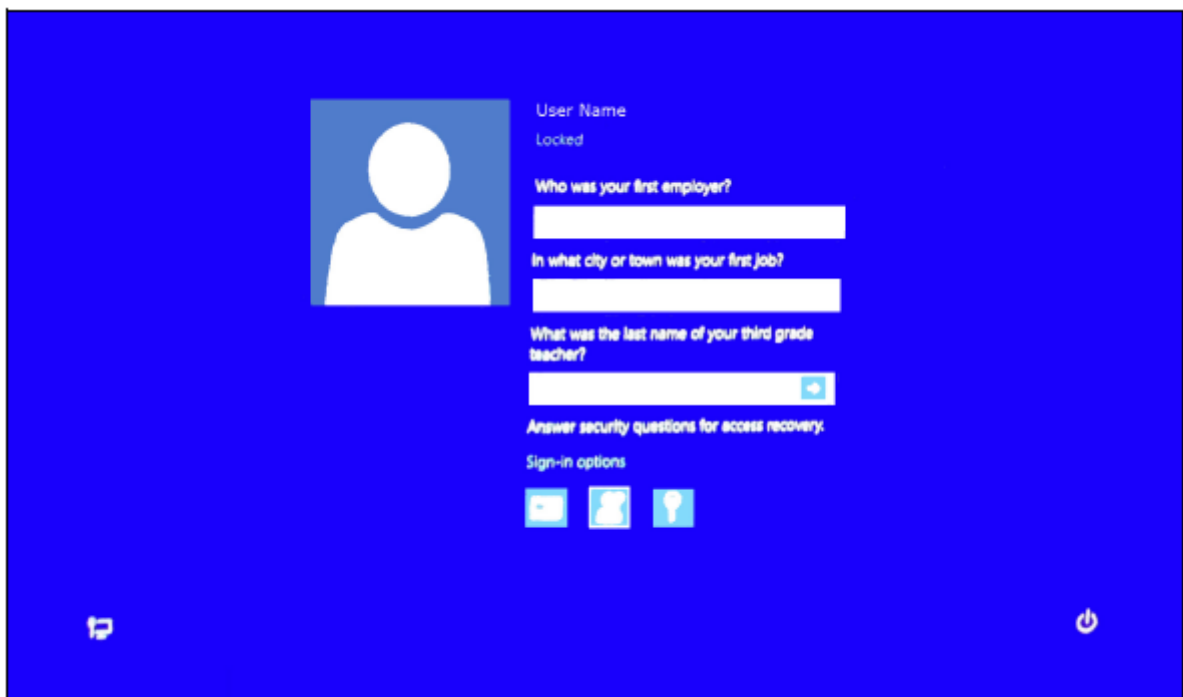 User Name
Locked
Who was your first employer?
In what city or town was your first job?
What was the last name of your third grade
teacher?
Answer security questions for access recovery.
Sign-in options